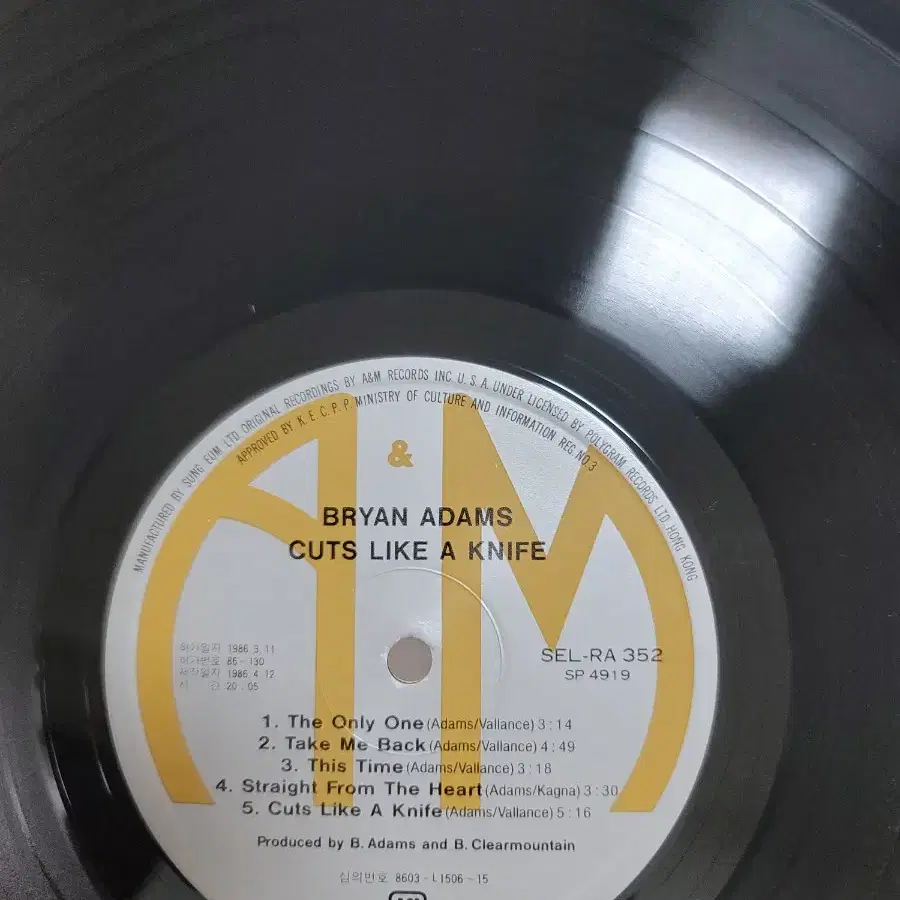 MANUFACTURED BY SUNG EUM LTD ORIGINAL RECORDINGS BY A&M RECORDS INC U.S.A. UNDER LICENSED BY POLYGRAM RECORDS LTD HONG KONG
APPROVED BY K.E.C.P.P. MINISTRY OF CULTURE AND INFORMATION REG NO.3
A&M
BRYAN ADAMS
CUTS LIKE A KNIFE
허가일자 1986.3.11
허가번호 86-130
제작일자 1986.4.12
시 간 20:05
SEL-RA 352
SP 4919
1. The Only One (Adams/Vallance) 3:14
2. Take Me Back (Adams/Vallance) 4:49
3. This Time (Adams/Vallance) 3:18
4. Straight From The Heart (Adams/Kagna) 3:30
5. Cuts Like A Knife (Adams/Vallance) 5:16
Produced by B. Adams and B. Clearmountain
심의번호 8603-L1506-15